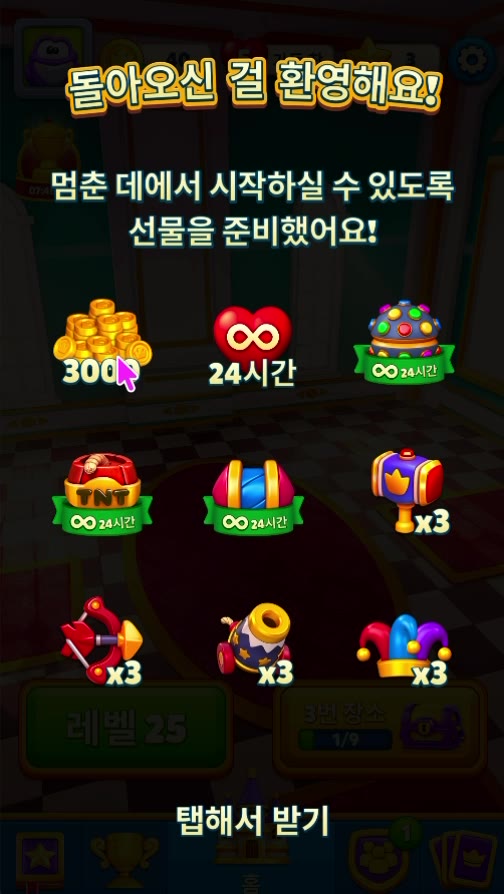 돌아오신 걸 환영해요!
멈춘 데에서 시작하실 수 있도록
선물을 준비했어요!
3000
24시간
∞ 24시간
TNT
∞ 24시간
∞ 24시간
x3
x3
x3
x3
레벨 25
3번 장소
1/9
탭해서 받기
1
홈